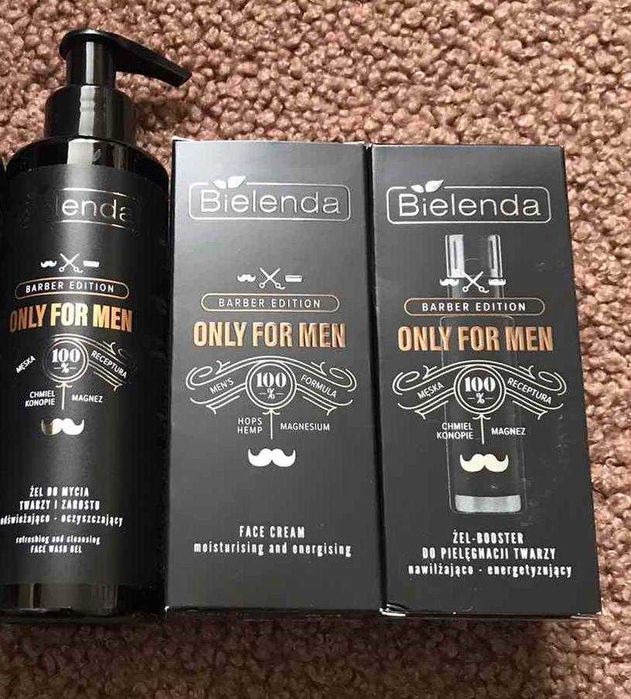 Bielenda
BARBER EDITION
ONLY FOR MEN
MĘSKA 100 % RECEPTURA
CHMIEL
KONOPIE
MAGNEZ
ŻEL DO MYCIA
TWARZY I ZAROSTU
odświeżająco - oczyszczający
refreshing and cleansing
FACE WASH GEL
Bielenda
BARBER EDITION
ONLY FOR MEN
MEN'S 100 % FORMULA
HOPS
HEMP
MAGNESIUM
FACE CREAM
moisturising and energising
Bielenda
BARBER EDITION
ONLY FOR MEN
MĘSKA 100 % RECEPTURA
CHMIEL
KONOPIE
MAGNEZ
ŻEL-BOOSTER
DO PIELĘGNACJI TWARZY
nawilżająco - energetyzujący